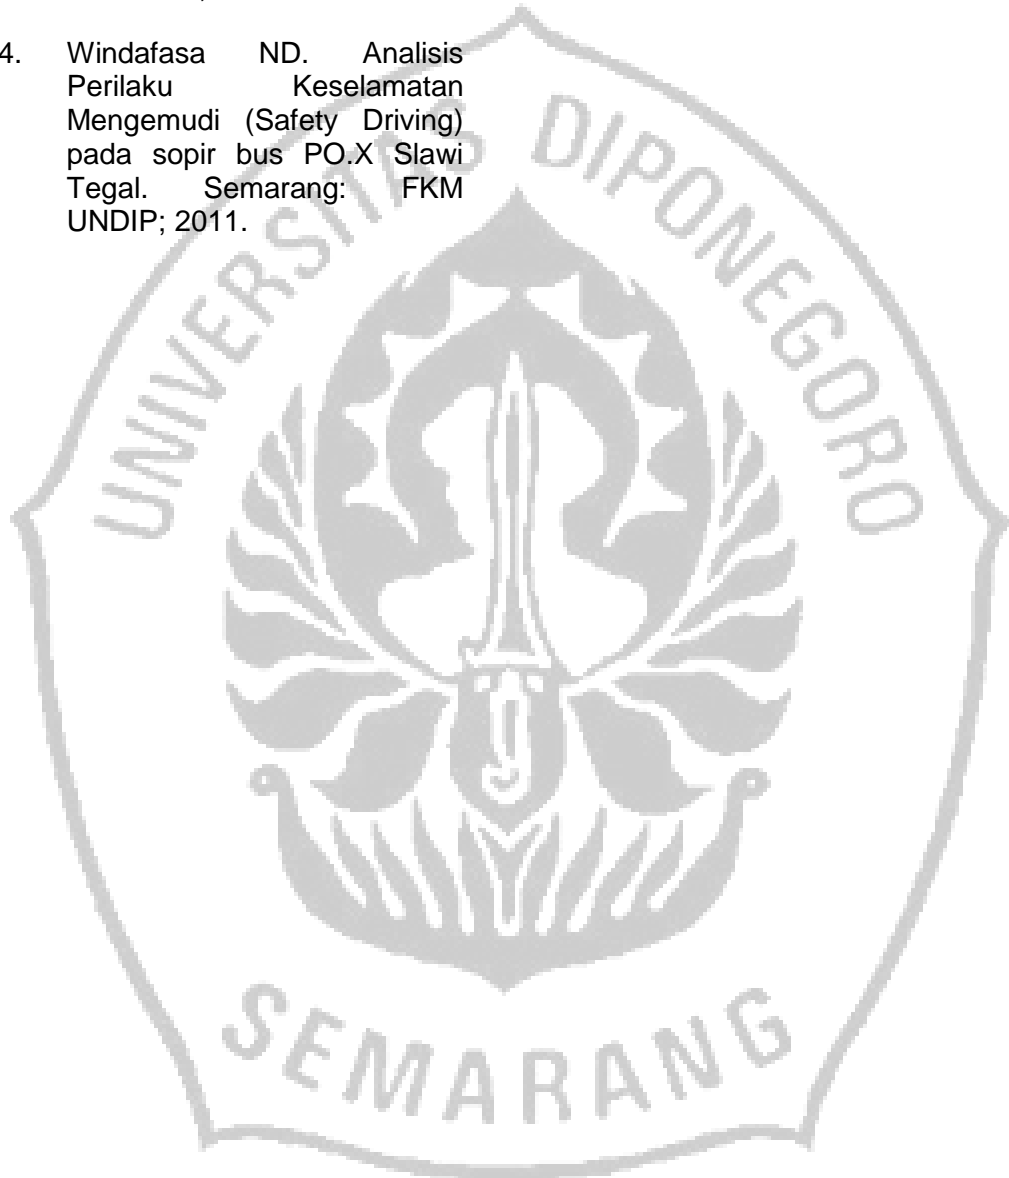 4. Windafasa ND. Analisis
Perilaku Keselamatan
Mengemudi (Safety Driving)
pada sopir bus PO.X Slawi
Tegal. Semarang: FKM
UNDIP; 2011.
UNIVERSITAS DIPONEGORO
SEMARANG